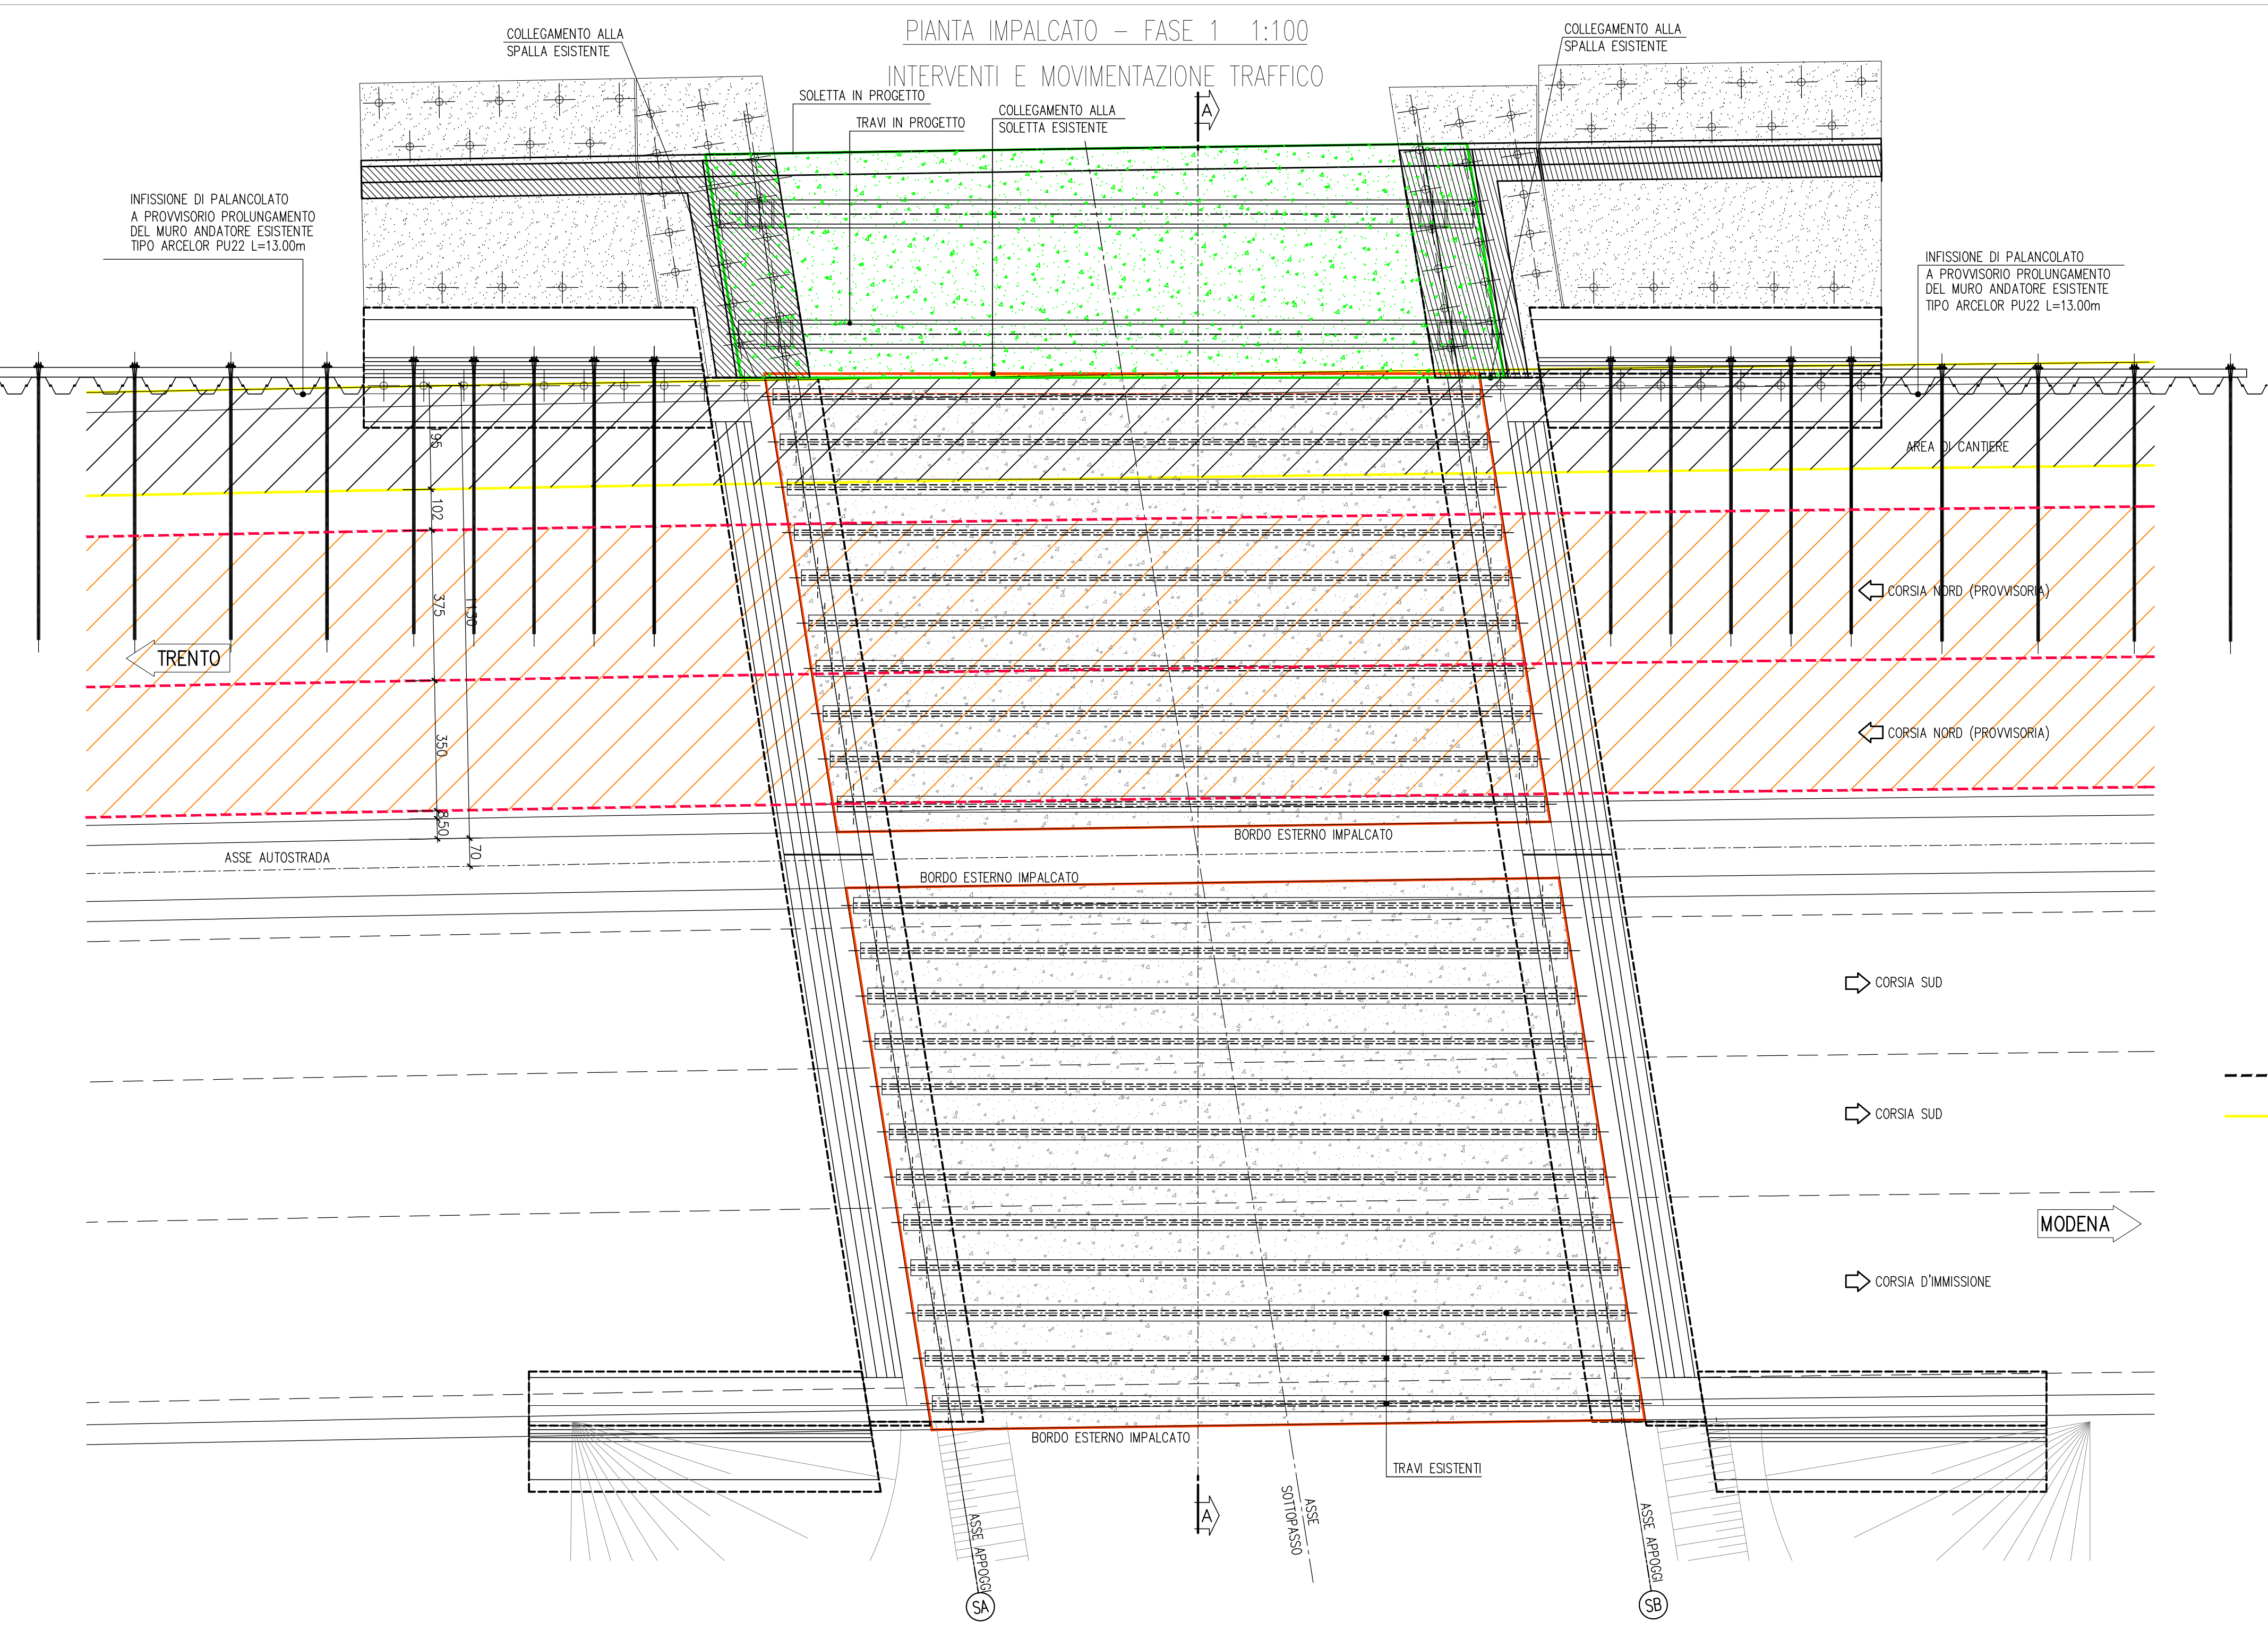 PIANTA IMPALCATO – FASE 1 1:100
INTERVENTI E MOVIMENTAZIONE TRAFFICO
COLLEGAMENTO ALLA
SPALLA ESISTENTE
COLLEGAMENTO ALLA
SPALLA ESISTENTE
SOLETTA IN PROGETTO
TRAVI IN PROGETTO
COLLEGAMENTO ALLA
SOLETTA ESISTENTE
A
INFISSIONE DI PALANCOLATO
A PROVVISORIO PROLUNGAMENTO
DEL MURO ANDATORE ESISTENTE
TIPO ARCELOR PU22 L=13.00m
INFISSIONE DI PALANCOLATO
A PROVVISORIO PROLUNGAMENTO
DEL MURO ANDATORE ESISTENTE
TIPO ARCELOR PU22 L=13.00m
195
AREA DI CANTIERE
102
375
1130
CORSIA NORD (PROVVISORIA)
TRENTO
350
CORSIA NORD (PROVVISORIA)
8
50
70
BORDO ESTERNO IMPALCATO
ASSE AUTOSTRADA
BORDO ESTERNO IMPALCATO
CORSIA SUD
CORSIA SUD
MODENA
CORSIA D'IMMISSIONE
BORDO ESTERNO IMPALCATO
TRAVI ESISTENTI
A
ASSE
SOTTOPASSO
ASSE APPOGGI
ASSE APPOGGI
SA
SB